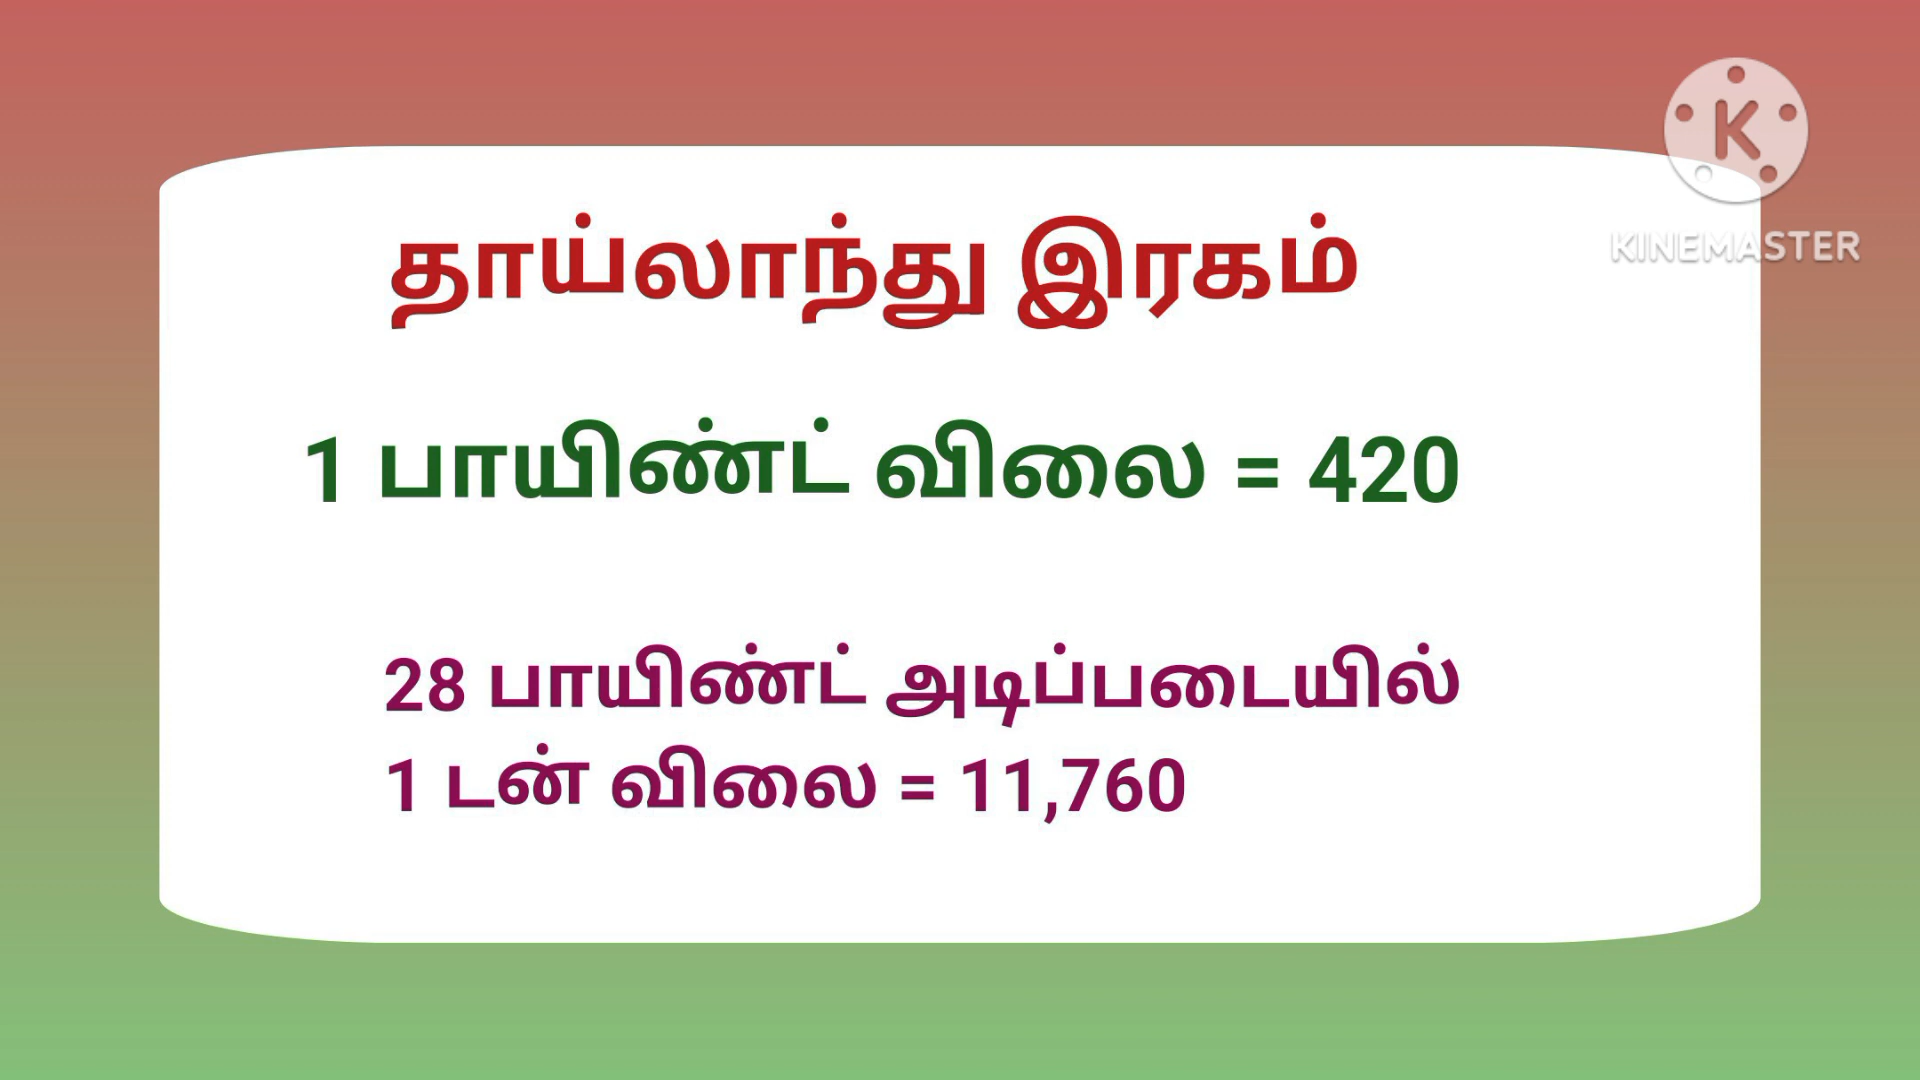 தாய்லாந்து இரகம்
1 பாயிண்ட் விலை = 420
28 பாயிண்ட் அடிப்படையில்
1 டன் விலை = 11,760
K
KINEMASTER